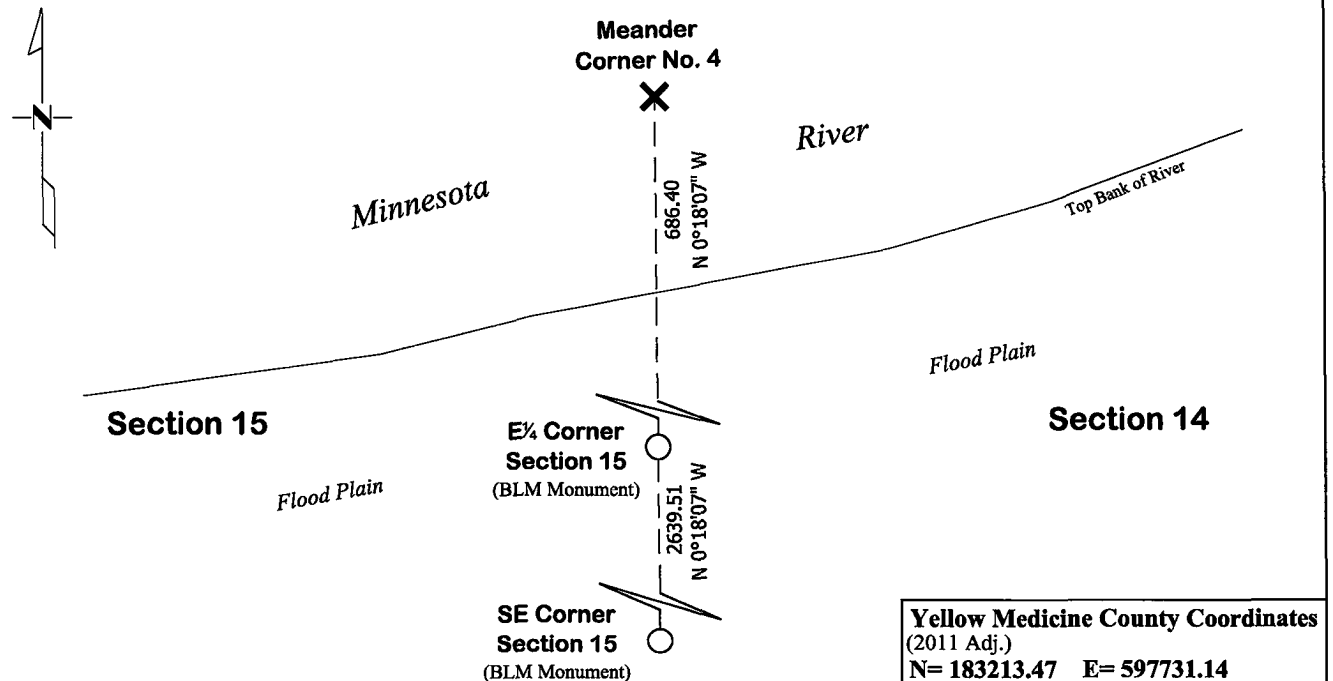 Meander
Corner No. 4
N
Minnesota
River
686.40
N 0°18'07" W
Top Bank of River
Flood Plain
Section 15
Section 14
E¼ Corner
Section 15
(BLM Monument)
Flood Plain
2639.51
N 0°18'07" W
SE Corner
Section 15
(BLM Monument)
Yellow Medicine County Coordinates
(2011 Adj.)
N= 183213.47 E= 597731.14